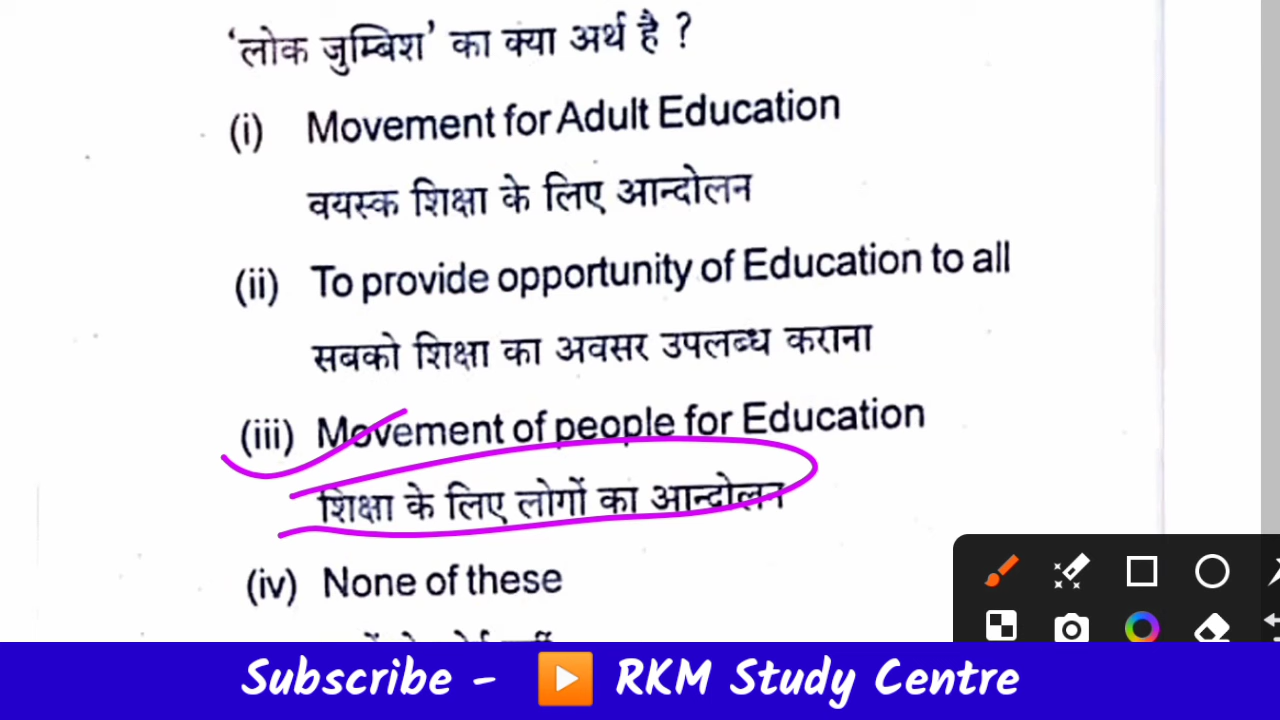 ‘लोक जुम्बिश’ का क्या अर्थ है ?
(i) Movement for Adult Education
वयस्क शिक्षा के लिए आन्दोलन
(ii) To provide opportunity of Education to all
सबको शिक्षा का अवसर उपलब्ध कराना
(iii) Movement of people for Education
शिक्षा के लिए लोगों का आन्दोलन
(iv) None of these
Subscribe - RKM Study Centre